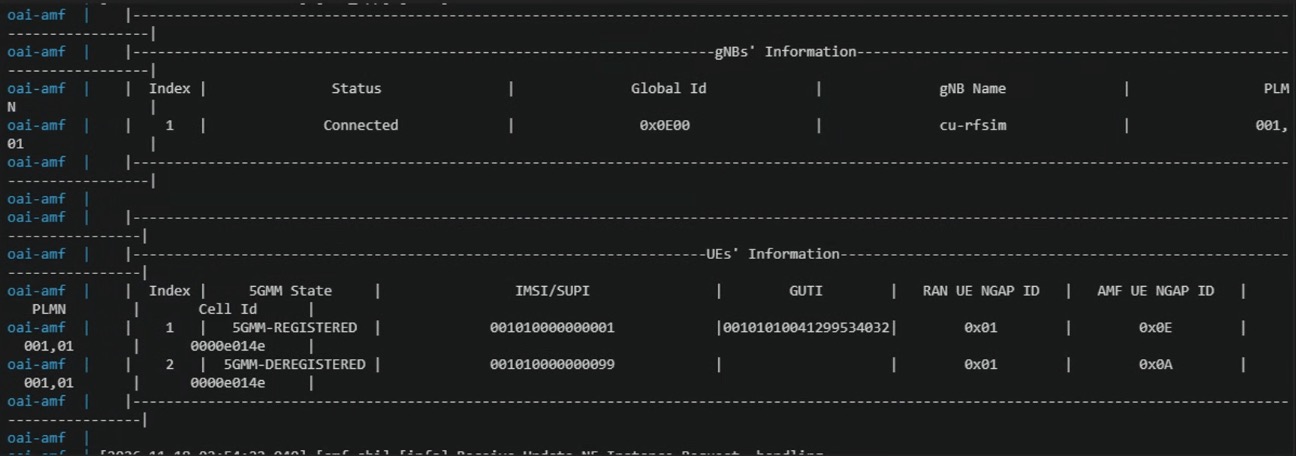 oai-amf | |----------------------------------------------------------------------------------------------------------------------------------------
-----------------|
oai-amf | |----------------------------------------------------------------------gNBs' Information----------------------------------------------------
-----------------|
oai-amf | | Index | Status | Global Id | gNB Name | PLM
N |
oai-amf | | 1 | Connected | 0x0E00 | cu-rfsim | 001,
01 |
oai-amf | |----------------------------------------------------------------------------------------------------------------------------------------
-----------------|
oai-amf |
oai-amf | |----------------------------------------------------------------------------------------------------------------------------------------
----------------|
oai-amf | |---------------------------------------------------------------------UEs' Information------------------------------------------------------
----------------|
oai-amf | | Index | 5GMM State | IMSI/SUPI | GUTI | RAN UE NGAP ID | AMF UE NGAP ID |
PLMN | Cell Id |
oai-amf | | 1 | 5GMM-REGISTERED | 001010000000001 |00101010041299534032| 0x01 | 0x0E |
001,01 | 0000e014e |
oai-amf | | 2 | 5GMM-DEREGISTERED | 001010000000099 | | 0x01 | 0x0A |
001,01 | 0000e014e |
oai-amf | |----------------------------------------------------------------------------------------------------------------------------------------
----------------|
oai-amf |